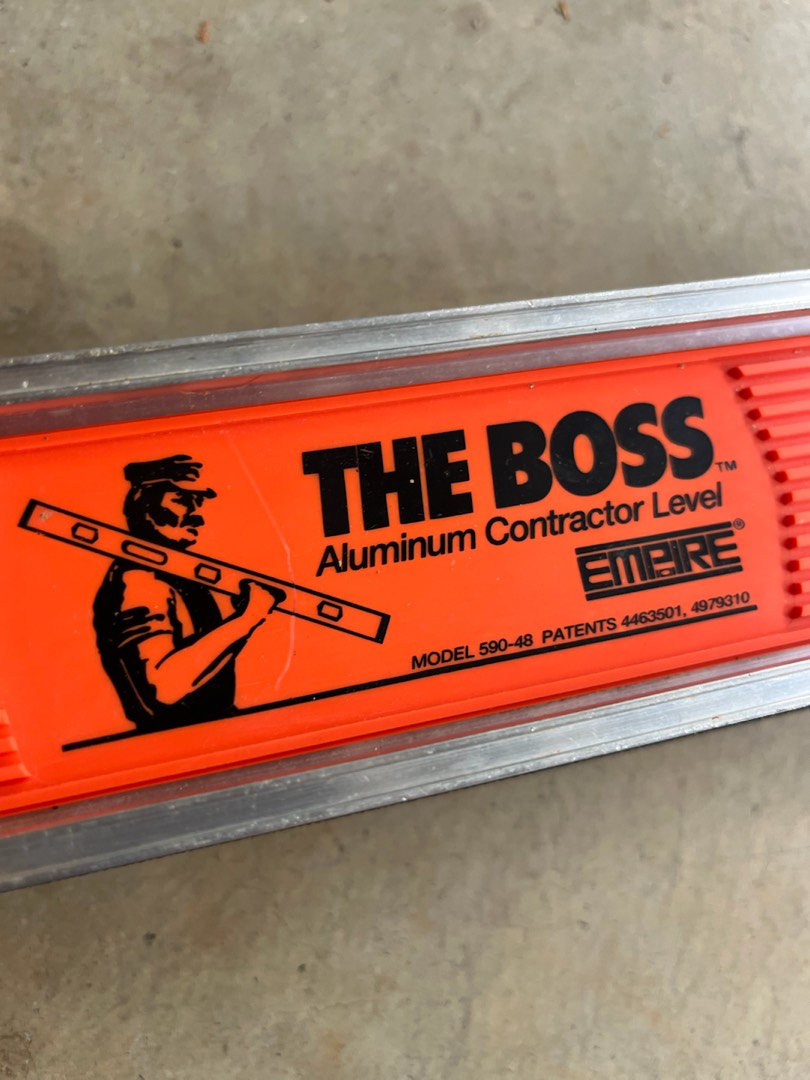 THE BOSS™
Aluminum Contractor Level
EMPIRE®
MODEL 590-48 PATENTS 4463501, 4979310